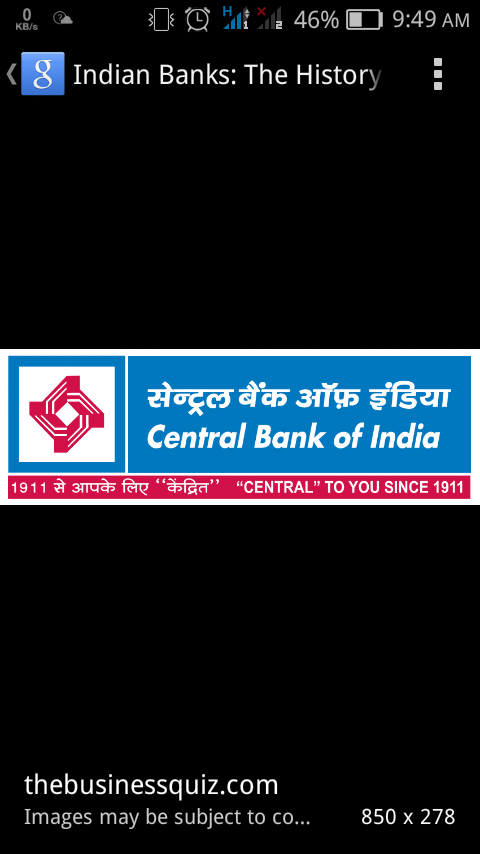 0
KB/s
H
1
2
46%
9:49 AM
Indian Banks: The History
सेन्ट्रल बैंक ऑफ़ इंडिया
Central Bank of India
1911 से आपके लिए ‘‘केंद्रित’’ “CENTRAL” TO YOU SINCE 1911
thebusinessquiz.com
Images may be subject to co... 850 x 278